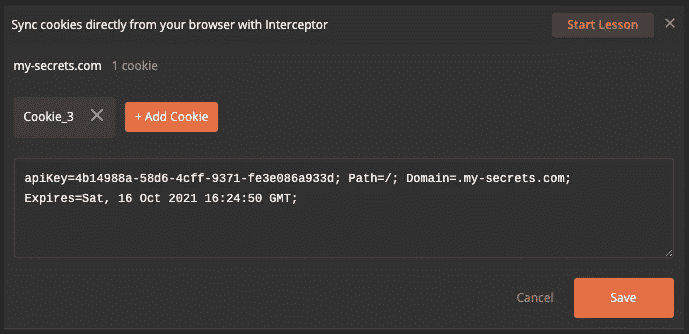 Sync cookies directly from your browser with Interceptor
Start Lesson
my-secrets.com 1 cookie
Cookie_3
+ Add Cookie
apiKey=4b14988a-58d6-4cff-9371-fe3e086a933d; Path=/; Domain=.my-secrets.com;
Expires=Sat, 16 Oct 2021 16:24:50 GMT;
Cancel
Save